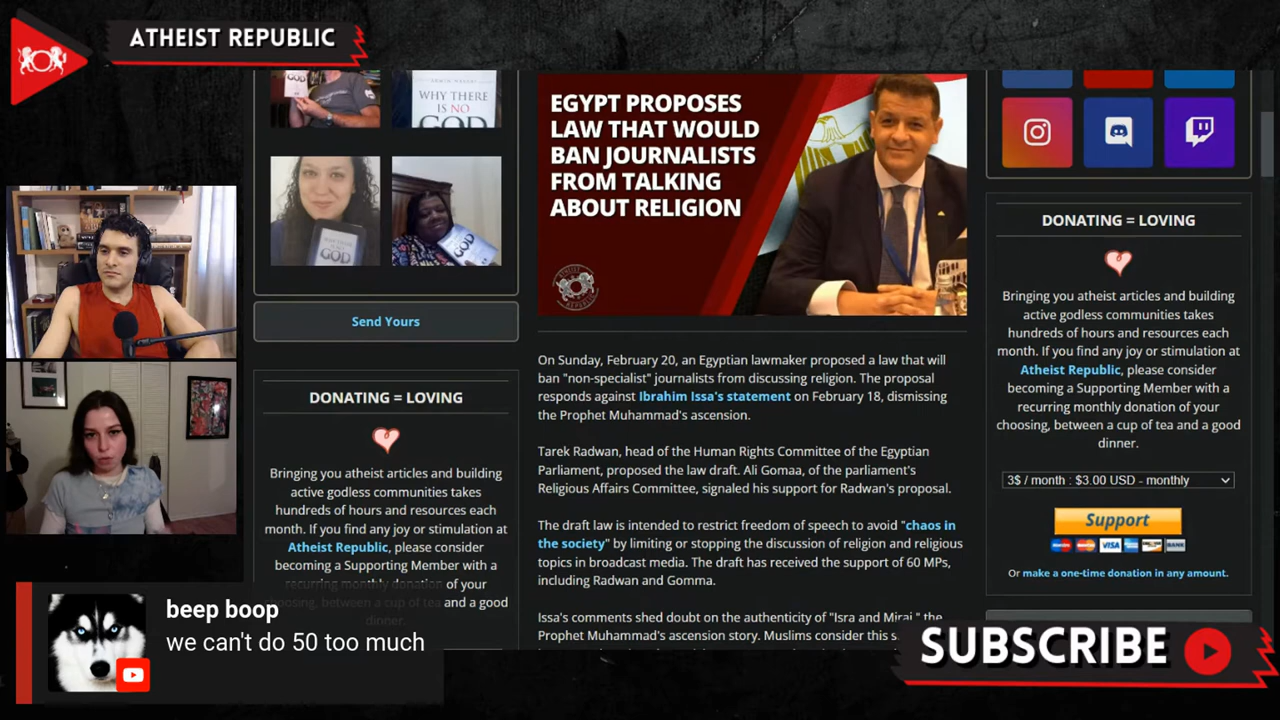 ATHEIST REPUBLIC
WHY THERE
IS NO
GOD
GOD
Send Yours
DONATING = LOVING
Bringing you atheist articles and building
active godless communities takes
hundreds of hours and resources each
month. If you find any joy or stimulation at
Atheist Republic, please consider
becoming a Supporting Member with a
recurring monthly donation of your
choosing, between a cup of tea and a good
dinner.
EGYPT PROPOSES
LAW THAT WOULD
BAN JOURNALISTS
FROM TALKING
ABOUT RELIGION
On Sunday, February 20, an Egyptian lawmaker proposed a law that will
ban "non-specialist" journalists from discussing religion. The proposal
responds against Ibrahim Issa's statement on February 18, dismissing
the Prophet Muhammad's ascension.
Tarek Radwan, head of the Human Rights Committee of the Egyptian
Parliament, proposed the law draft. Ali Gomaa, of the parliament's
Religious Affairs Committee, signaled his support for Radwan's proposal.
The draft law is intended to restrict freedom of speech to avoid "chaos in
the society" by limiting or stopping the discussion of religion and religious
topics in broadcast media. The draft has received the support of 60 MPs,
including Radwan and Gomma.
Issa's comments shed doubt on the authenticity of "Isra and Miraj," the
Prophet Muhammad's ascension story. Muslims consider this
DONATING = LOVING
Bringing you atheist articles and building
active godless communities takes
hundreds of hours and resources each
month. If you find any joy or stimulation at
Atheist Republic, please consider
becoming a Supporting Member with a
recurring monthly donation of your
choosing, between a cup of tea and a good
dinner.
3$ / month : $3.00 USD - monthly
Support
VISA
BANK
Or make a one-time donation in any amount.
beep boop
we can't do 50 too much
SUBSCRIBE